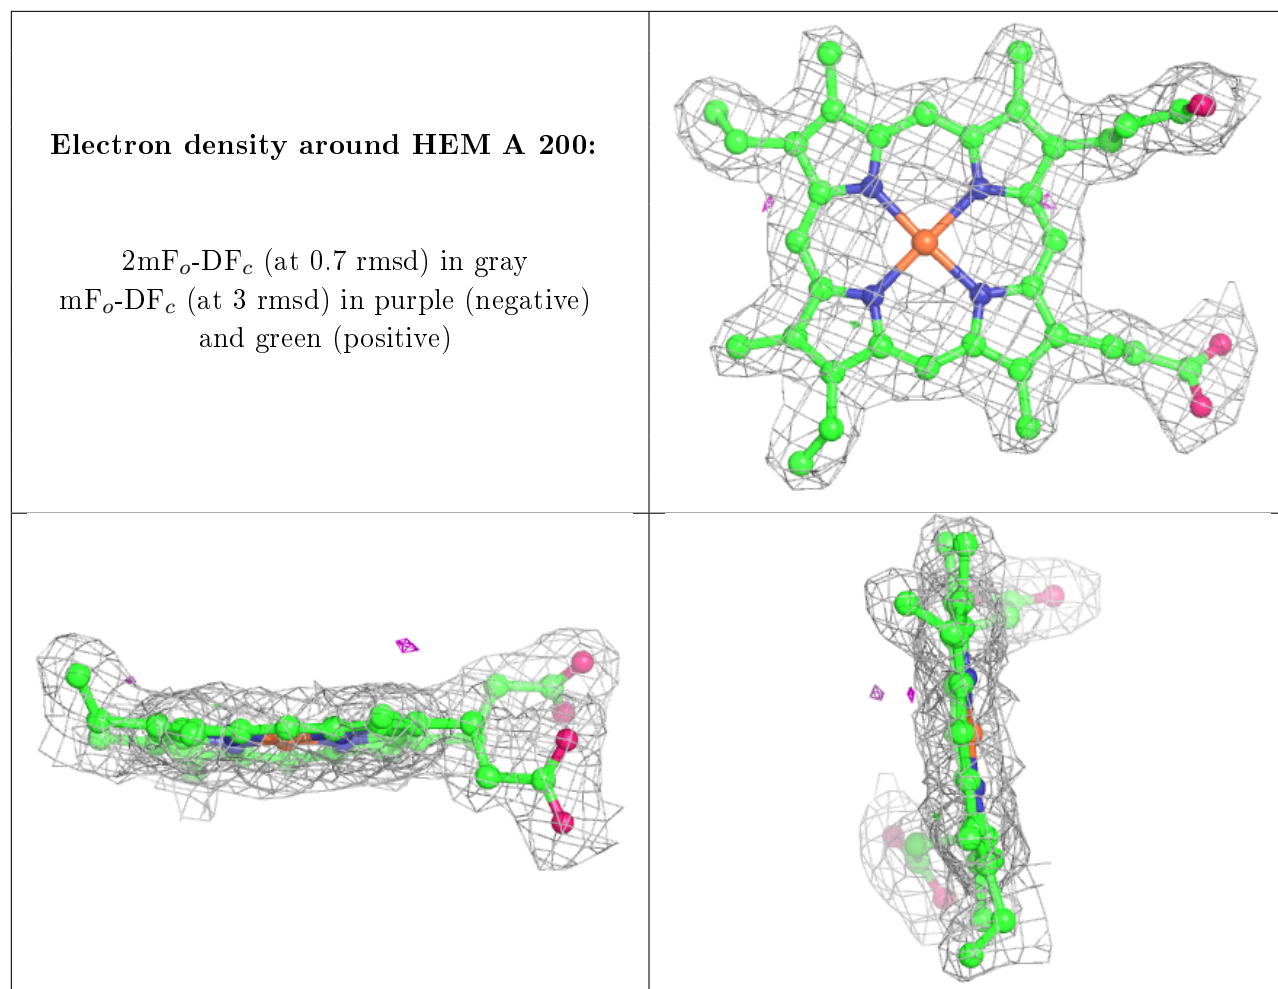 Electron density around HEM A 200:
2mFₒ-DF𝒸 (at 0.7 rmsd) in gray
mFₒ-DF𝒸 (at 3 rmsd) in purple (negative)
and green (positive)